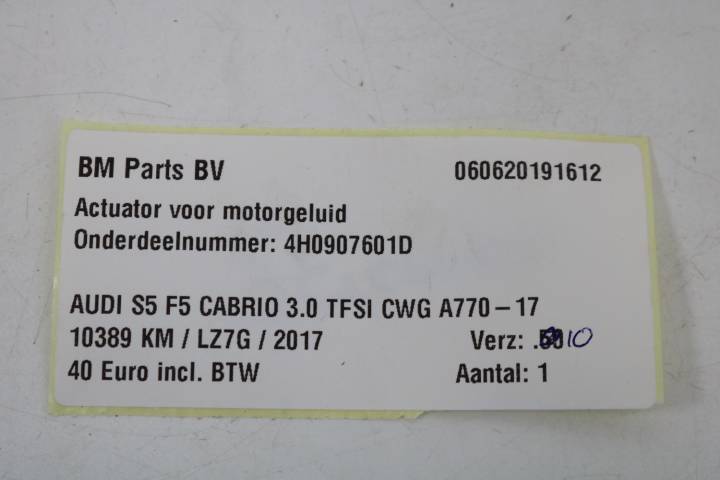 BM Parts BV 060620191612
Actuator voor motorgeluid
Onderdeelnummer: 4H0907601D
AUDI S5 F5 CABRIO 3.0 TFSI CWG A770-17
10389 KM / LZ7G / 2017 Verz: 10
40 Euro incl. BTW Aantal: 1